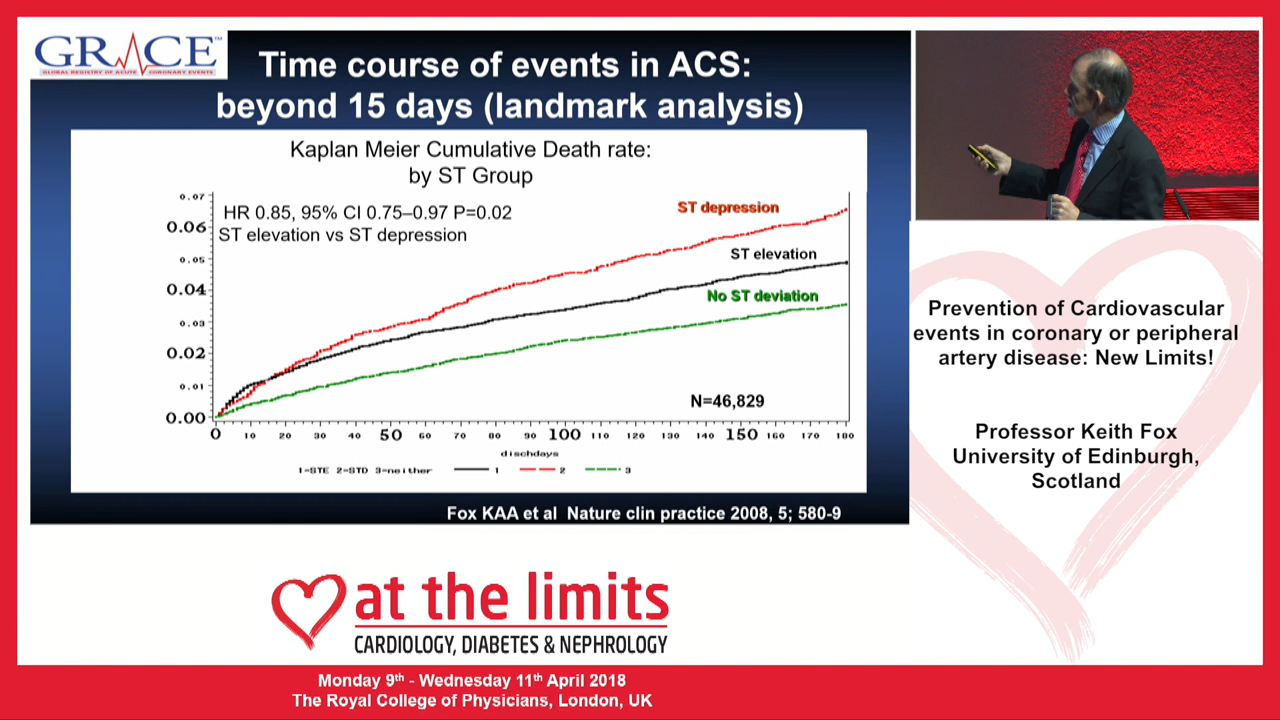 GRACE™
GLOBAL REGISTRY OF ACUTE CORONARY EVENTS
Time course of events in ACS:
beyond 15 days (landmark analysis)
Kaplan Meier Cumulative Death rate:
by ST Group
HR 0.85, 95% CI 0.75–0.97 P=0.02
ST elevation vs ST depression
0.07
0.06
0.05
0.04
0.03
0.02
0.01
0.00
ST depression
ST elevation
No ST deviation
N=46,829
0 10 20 30 40 50 60 70 80 90 100 110 120 130 140 150 160 170 180
dischdays
1-STE 2-STD 3-neither 1 2 3
Fox KAA et al Nature clin practice 2008, 5; 580-9
Prevention of Cardiovascular
events in coronary or peripheral
artery disease: New Limits!
Professor Keith Fox
University of Edinburgh,
Scotland
at the limits
CARDIOLOGY, DIABETES & NEPHROLOGY
Monday 9th - Wednesday 11th April 2018
The Royal College of Physicians, London, UK